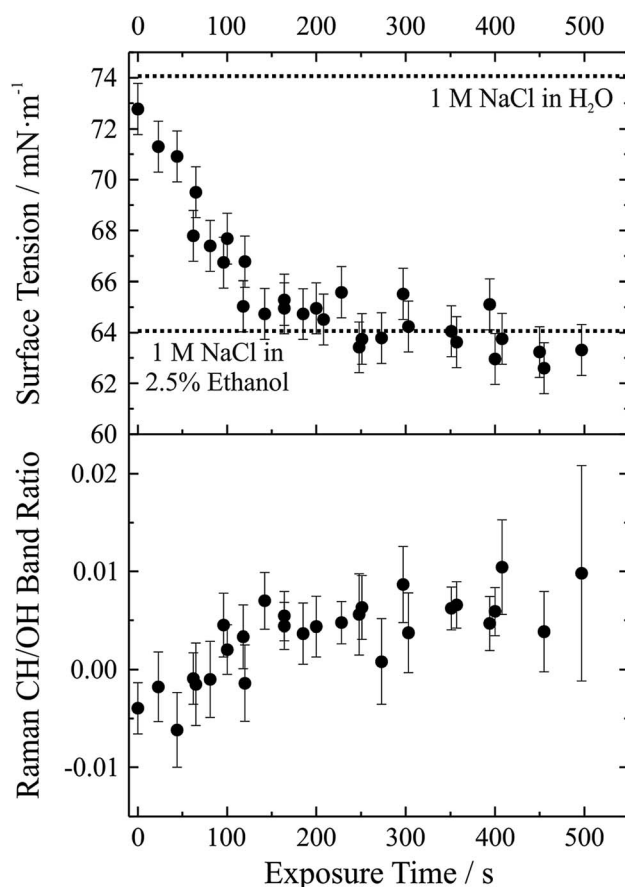 0 100 200 300 400 500
74
72
70
68
66
64
62
60
Surface Tension / mN·m⁻¹
1 M NaCl in H₂O
1 M NaCl in
2.5% Ethanol
0.02
0.01
0.00
-0.01
Raman CH/OH Band Ratio
0 100 200 300 400 500
Exposure Time / s